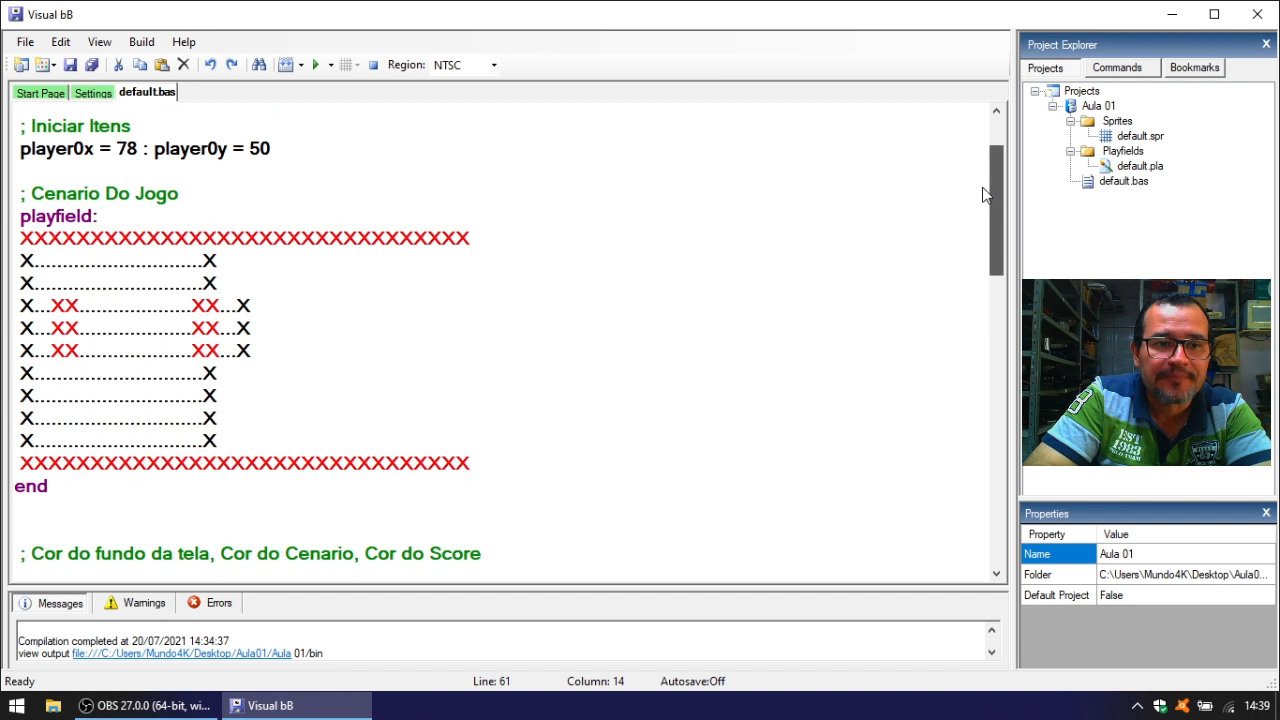 Visual bB
File Edit View Build Help
Region: NTSC
Start Page Settings default.bas
; Iniciar Itens
player0x = 78 : player0y = 50
; Cenario Do Jogo
playfield:
XXXXXXXXXXXXXXXXXXXXXXXXXXXXXXXX
X..............................X
X..............................X
X...XX....................XX...X
X...XX....................XX...X
X...XX....................XX...X
X..............................X
X..............................X
X..............................X
X..............................X
XXXXXXXXXXXXXXXXXXXXXXXXXXXXXXXX
end
; Cor do fundo da tela, Cor do Cenario, Cor do Score
Messages Warnings Errors
Compilation completed at 20/07/2021 14:34:37
view output file:///C:/Users/Mundo4K/Desktop/Aula01/Aula 01/bin
Ready Line: 61 Column: 14 Autosave:Off
Project Explorer
Projects Commands Bookmarks
Projects
Aula 01
Sprites
default.spr
Playfields
default.pla
default.bas
EST
1983
Properties
Property Value
Name Aula 01
Folder C:\Users\Mundo4K\Desktop\Aula0...
Default Project False
OBS 27.0.0 (64-bit, wi... Visual bB 14:39